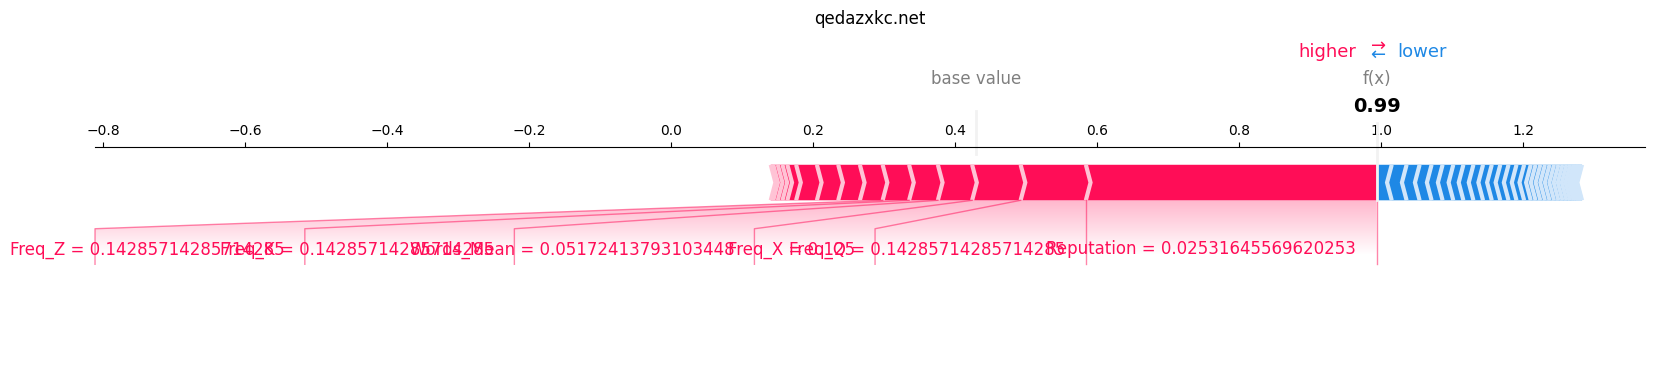 qedazxkc.net
higher → lower
←
base value f(x)
0.99
−0.8 −0.6 −0.4 −0.2 0.0 0.2 0.4 0.6 0.8 1.0 1.2
Freq_Z = 0.14285714285714285 Freq_K = 0.14285714285714285 Words_Mean = 0.05172413793103448 Freq_X = 0.125 Freq_Q = 0.14285714285714285 Reputation = 0.02531645569620253